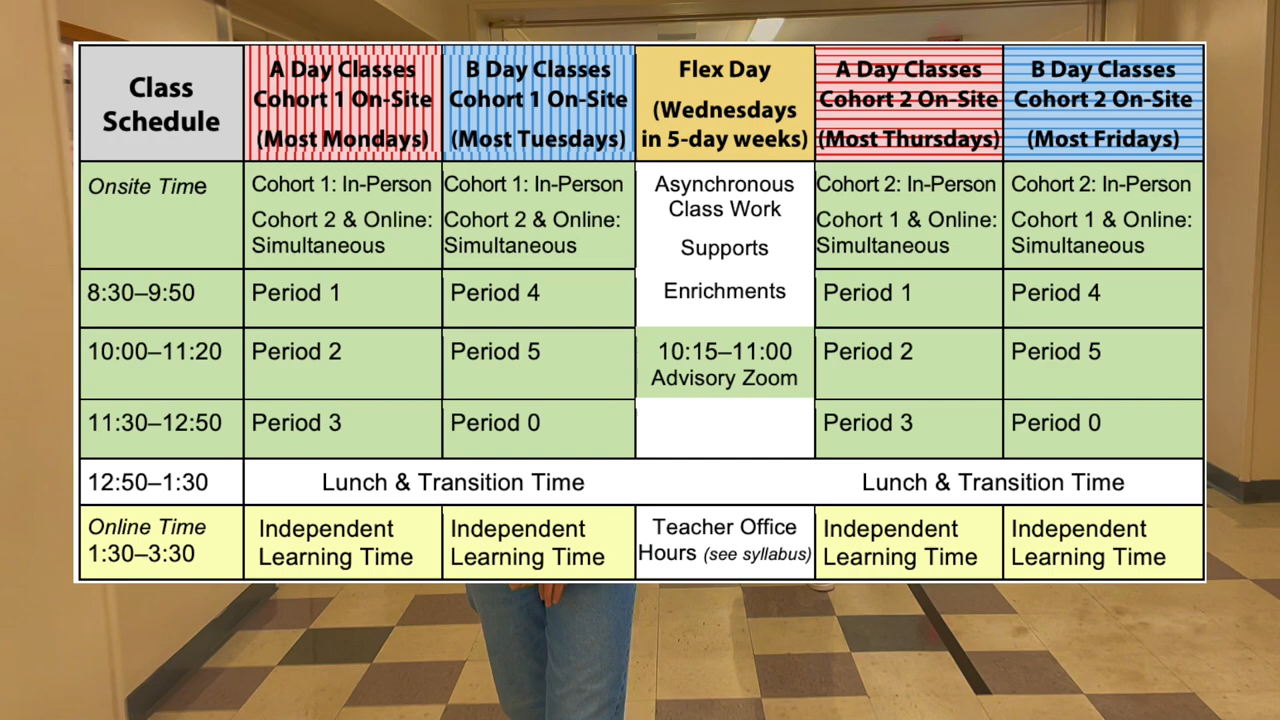 Class
Schedule
A Day Classes
Cohort 1 On-Site
(Most Mondays)
B Day Classes
Cohort 1 On-Site
(Most Tuesdays)
Flex Day
(Wednesdays
in 5-day weeks)
A Day Classes
Cohort 2 On-Site
(Most Thursdays)
B Day Classes
Cohort 2 On-Site
(Most Fridays)
Onsite Time
Cohort 1: In-Person
Cohort 2 & Online:
Simultaneous
Cohort 1: In-Person
Cohort 2 & Online:
Simultaneous
Asynchronous
Class Work
Supports
Enrichments
Cohort 2: In-Person
Cohort 1 & Online:
Simultaneous
Cohort 2: In-Person
Cohort 1 & Online:
Simultaneous
8:30–9:50
Period 1
Period 4
Period 1
Period 4
10:00–11:20
Period 2
Period 5
10:15–11:00
Advisory Zoom
Period 2
Period 5
11:30–12:50
Period 3
Period 0
Period 3
Period 0
12:50–1:30
Lunch & Transition Time
Lunch & Transition Time
Online Time
1:30–3:30
Independent
Learning Time
Independent
Learning Time
Teacher Office
Hours (see syllabus)
Independent
Learning Time
Independent
Learning Time